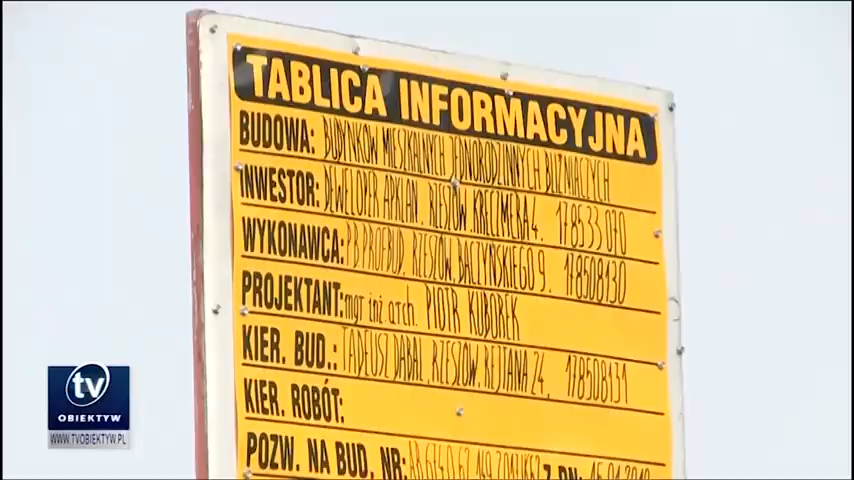 TABLICA INFORMACYJNA
BUDOWA: BUDYNKÓW MIESZKALNYCH JEDNORODZINNYCH BLIŹNIACZYCH
INWESTOR: DEWELOPER APKLAN. RZESZÓW. KRECZMERA 4. 178533070
WYKONAWCA: P.B. PROFBUD. RZESZÓW. BACZYŃSKIEGO 9. 178508130
PROJEKTANT: mgr inż. arch. PIOTR KUBOREK
KIER. BUD.: TADEUSZ DABAL. RZESZÓW. REJTANA 24. 178508131
KIER. ROBÓT:
POZW. NA BUD. NR: Z DN:
tv
OBIEKTYW
WWW.TVOBIEKTYW.PL